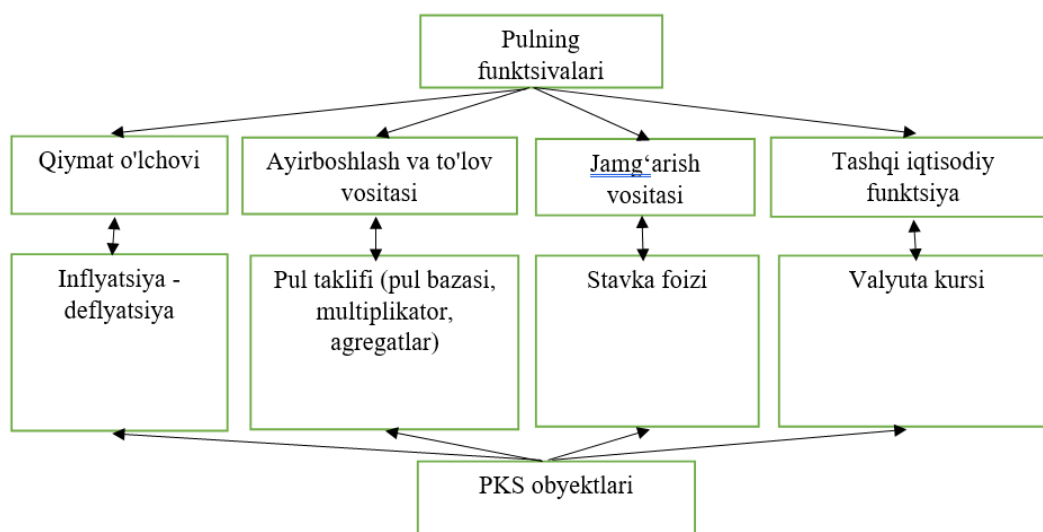 Pulning
funktsivalari
Qiymat o'lchovi
Ayirboshlash va to'lov
vositasi
Jamg‘arish
vositasi
Tashqi iqtisodiy
funktsiya
Inflyatsiya -
deflyatsiya
Pul taklifi (pul bazasi,
multiplikator,
agregatlar)
Stavka foizi
Valyuta kursi
PKS obyektlari